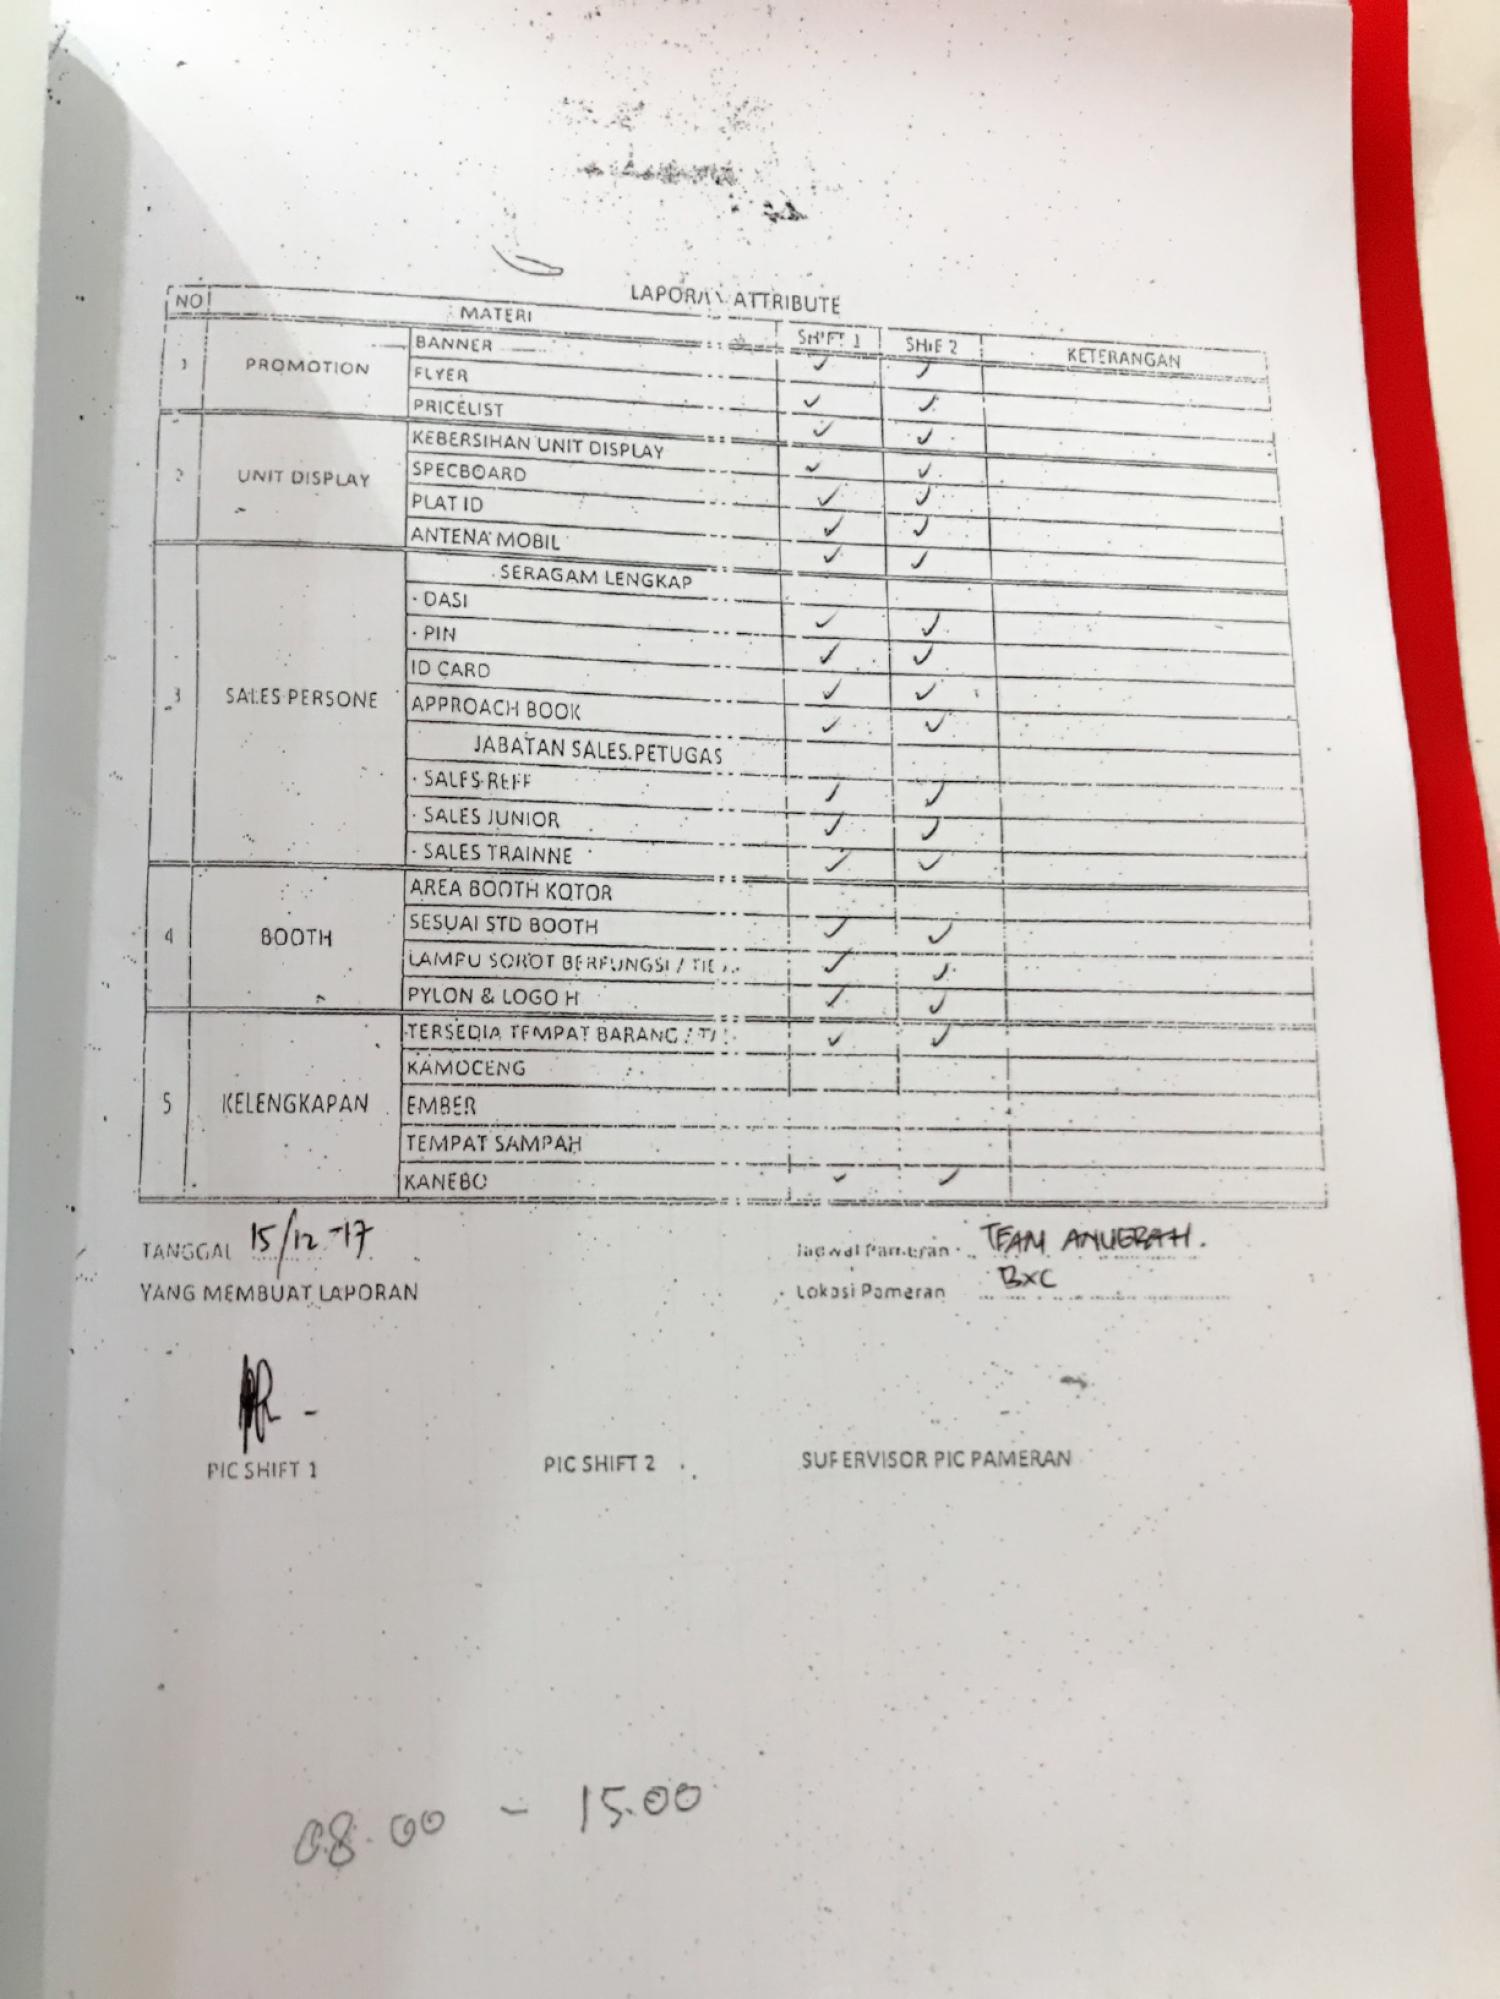 LAPORAN ATTRIBUTE
NO MATERI SHIFT 1 SHIF 2 KETERANGAN
1 PROMOTION BANNER ✓ ✓
FLYER ✓ ✓
PRICELIST ✓ ✓
2 UNIT DISPLAY KEBERSIHAN UNIT DISPLAY ✓ ✓
SPECBOARD ✓ ✓
PLAT ID ✓ ✓
ANTENA MOBIL ✓ ✓
3 SALES PERSONE SERAGAM LENGKAP
- DASI ✓ ✓
- PIN ✓ ✓
ID CARD ✓ ✓
APPROACH BOOK ✓ ✓
JABATAN SALES PETUGAS
- SALES REFF ✓ ✓
- SALES JUNIOR ✓ ✓
- SALES TRAINNE ✓ ✓
4 BOOTH AREA BOOTH KOTOR
SESUAI STD BOOTH ✓ ✓
LAMPU SOROT BERFUNGSI /
PYLON & LOGO H ✓ ✓
5 KELENGKAPAN TERSEDIA TEMPAT BARANG /
KAMOCENG
EMBER
TEMPAT SAMPAH
KANEBO ✓ ✓
TANGGAL 15/12-17
Jadwal Pameran TEAM ANUGRAH.
YANG MEMBUAT LAPORAN
Lokasi Pameran BXC
PIC SHIFT 1 PIC SHIFT 2 SUPERVISOR PIC PAMERAN
08.00 - 15.00